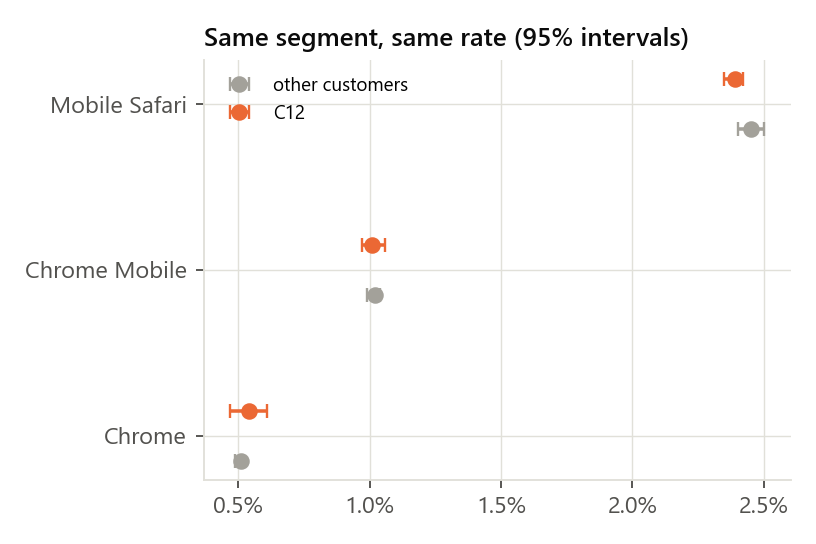 Same segment, same rate (95% intervals)
other customers
C12
Mobile Safari
Chrome Mobile
Chrome
0.5%
1.0%
1.5%
2.0%
2.5%